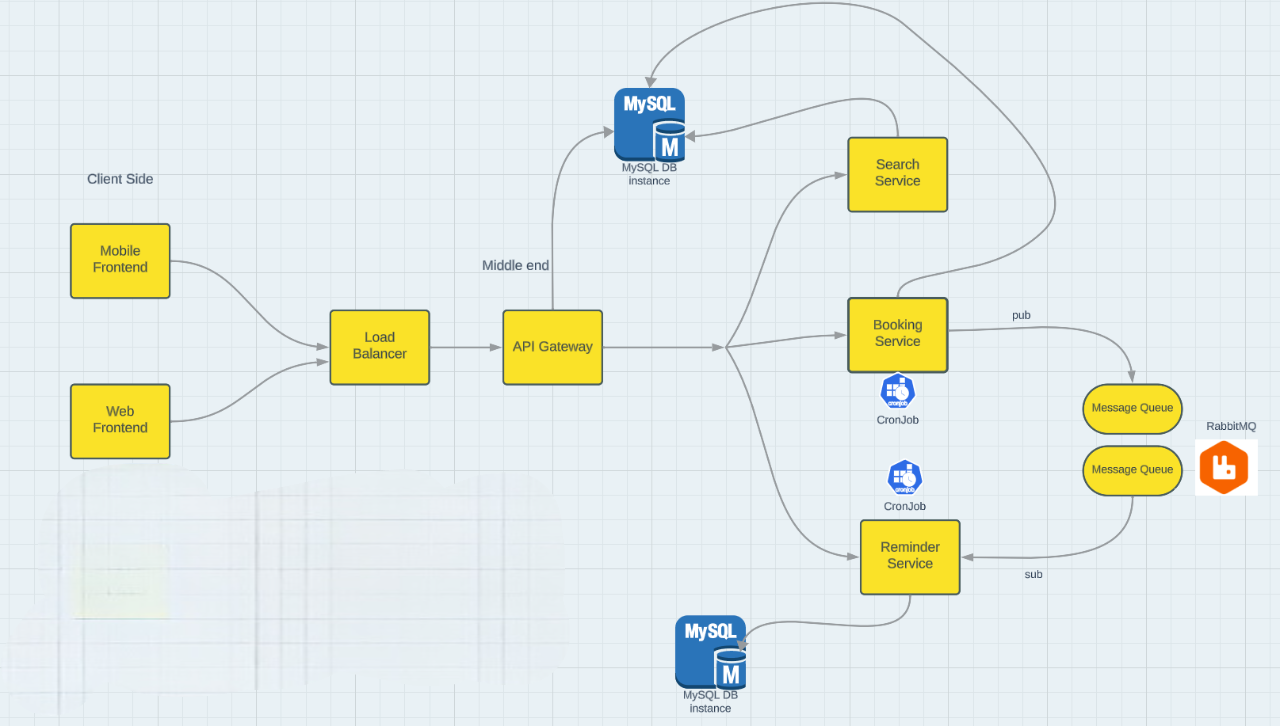 MySQL
M
MySQL DB
instance
Search
Service
Client Side
Mobile
Frontend
Middle end
Load
Balancer
API Gateway
Booking
Service
pub
cronjob
CronJob
Web
Frontend
Message Queue
RabbitMQ
Message Queue
cronjob
CronJob
Reminder
Service
sub
MySQL
M
MySQL DB
instance